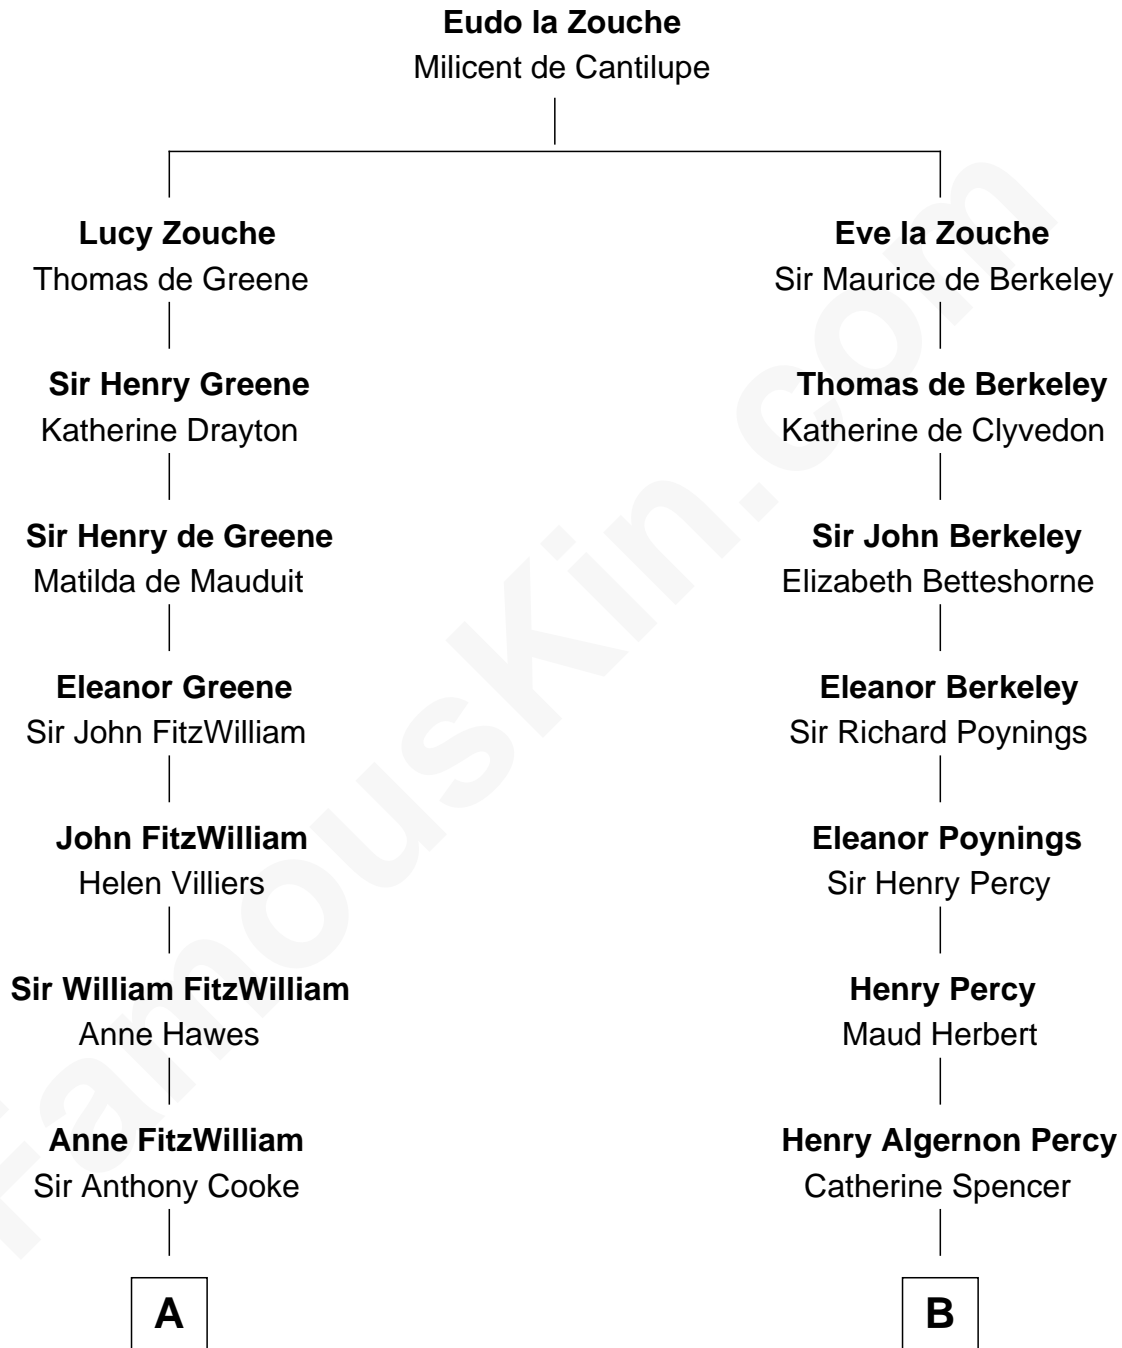 Eudo la Zouche
Milicent de Cantilupe
Lucy Zouche
Thomas de Greene
Eve la Zouche
Sir Maurice de Berkeley
Sir Henry Greene
Katherine Drayton
Thomas de Berkeley
Katherine de Clyvedon
Sir Henry de Greene
Matilda de Mauduit
Sir John Berkeley
Elizabeth Betteshorne
Eleanor Greene
Sir John FitzWilliam
Eleanor Berkeley
Sir Richard Poynings
John FitzWilliam
Helen Villiers
Eleanor Poynings
Sir Henry Percy
Sir William FitzWilliam
Anne Hawes
Henry Percy
Maud Herbert
Anne FitzWilliam
Sir Anthony Cooke
Henry Algernon Percy
Catherine Spencer
A
B
FamousKin.com